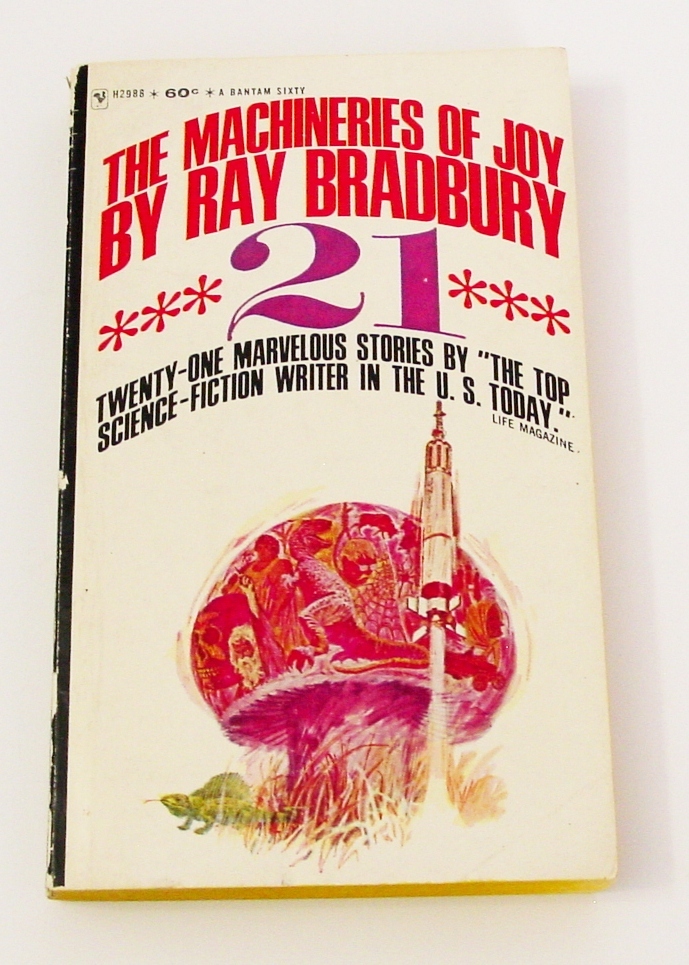 H2988 * 60¢ * A BANTAM SIXTY
THE MACHINERIES OF JOY
BY RAY BRADBURY
*** 21 ***
TWENTY-ONE MARVELOUS STORIES BY "THE TOP
SCIENCE-FICTION WRITER IN THE U. S. TODAY."
LIFE MAGAZINE